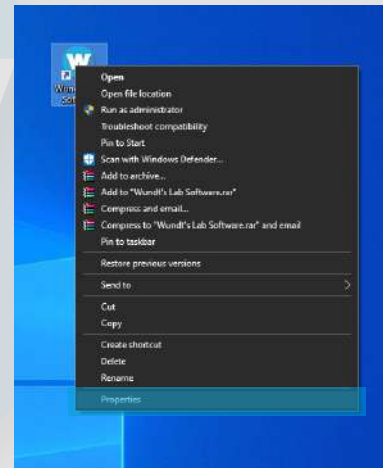 W
Open
Open file location
Run as administrator
Troubleshoot compatibility
Pin to Start
Scan with Windows Defender...
Add to archive...
Add to "Wundt's Lab Software.rar"
Compress and email...
Compress to "Wundt's Lab Software.rar" and email
Pin to taskbar
Restore previous versions
Send to
Cut
Copy
Create shortcut
Delete
Rename
Properties